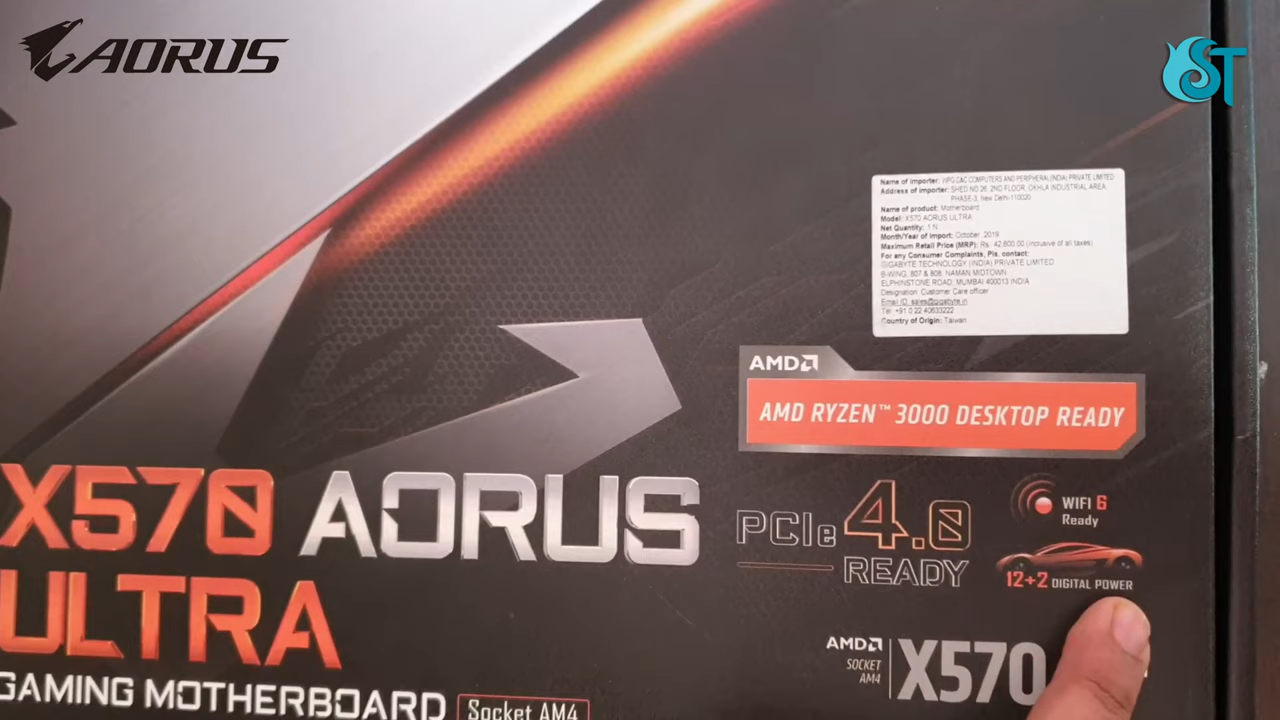 AORUS
ST
Name of importer: WPG C&C COMPUTERS AND PERIPHERAL(INDIA) PRIVATE LIMITED
Address of importer: SHED NO 26, 2ND FLOOR, OKHLA INDUSTRIAL AREA,
PHASE-3, New Delhi-110020
Name of product: Motherboard
Model: X570 AORUS ULTRA
Net Quantity: 1 N
Month/Year of import: October ,2019
Maximum Retail Price (MRP): Rs. 42,800.00 (inclusive of all taxes)
For any Consumer Complaints, Pls. contact:
GIGABYTE TECHNOLOGY (INDIA) PRIVATE LIMITED
B-WING, 807 & 808, NAMAN MIDTOWN
ELPHINSTONE ROAD, MUMBAI 400013 INDIA
Designation: Customer Care officer
Email ID: sales@gigabyte.in
Tel: +91 0 22 40633222
Country of Origin: Taiwan
AMD
AMD RYZEN™ 3000 DESKTOP READY
PCIe 4.0
READY
WIFI 6
Ready
12+2 DIGITAL POWER
X570 AORUS
ULTRA
GAMING MOTHERBOARD
Socket AM4
AMD
SOCKET
AM4
X570